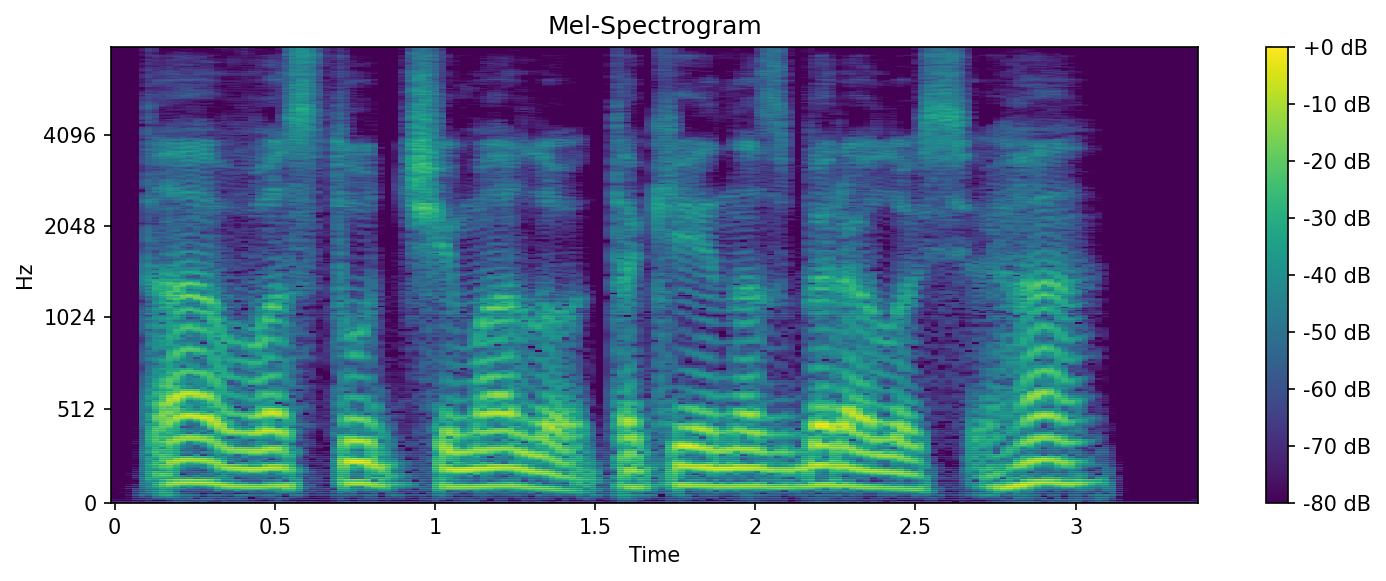 Mel-Spectrogram
Hz
4096
2048
1024
512
0
0 0.5 1 1.5 2 2.5 3
Time
+0 dB
-10 dB
-20 dB
-30 dB
-40 dB
-50 dB
-60 dB
-70 dB
-80 dB